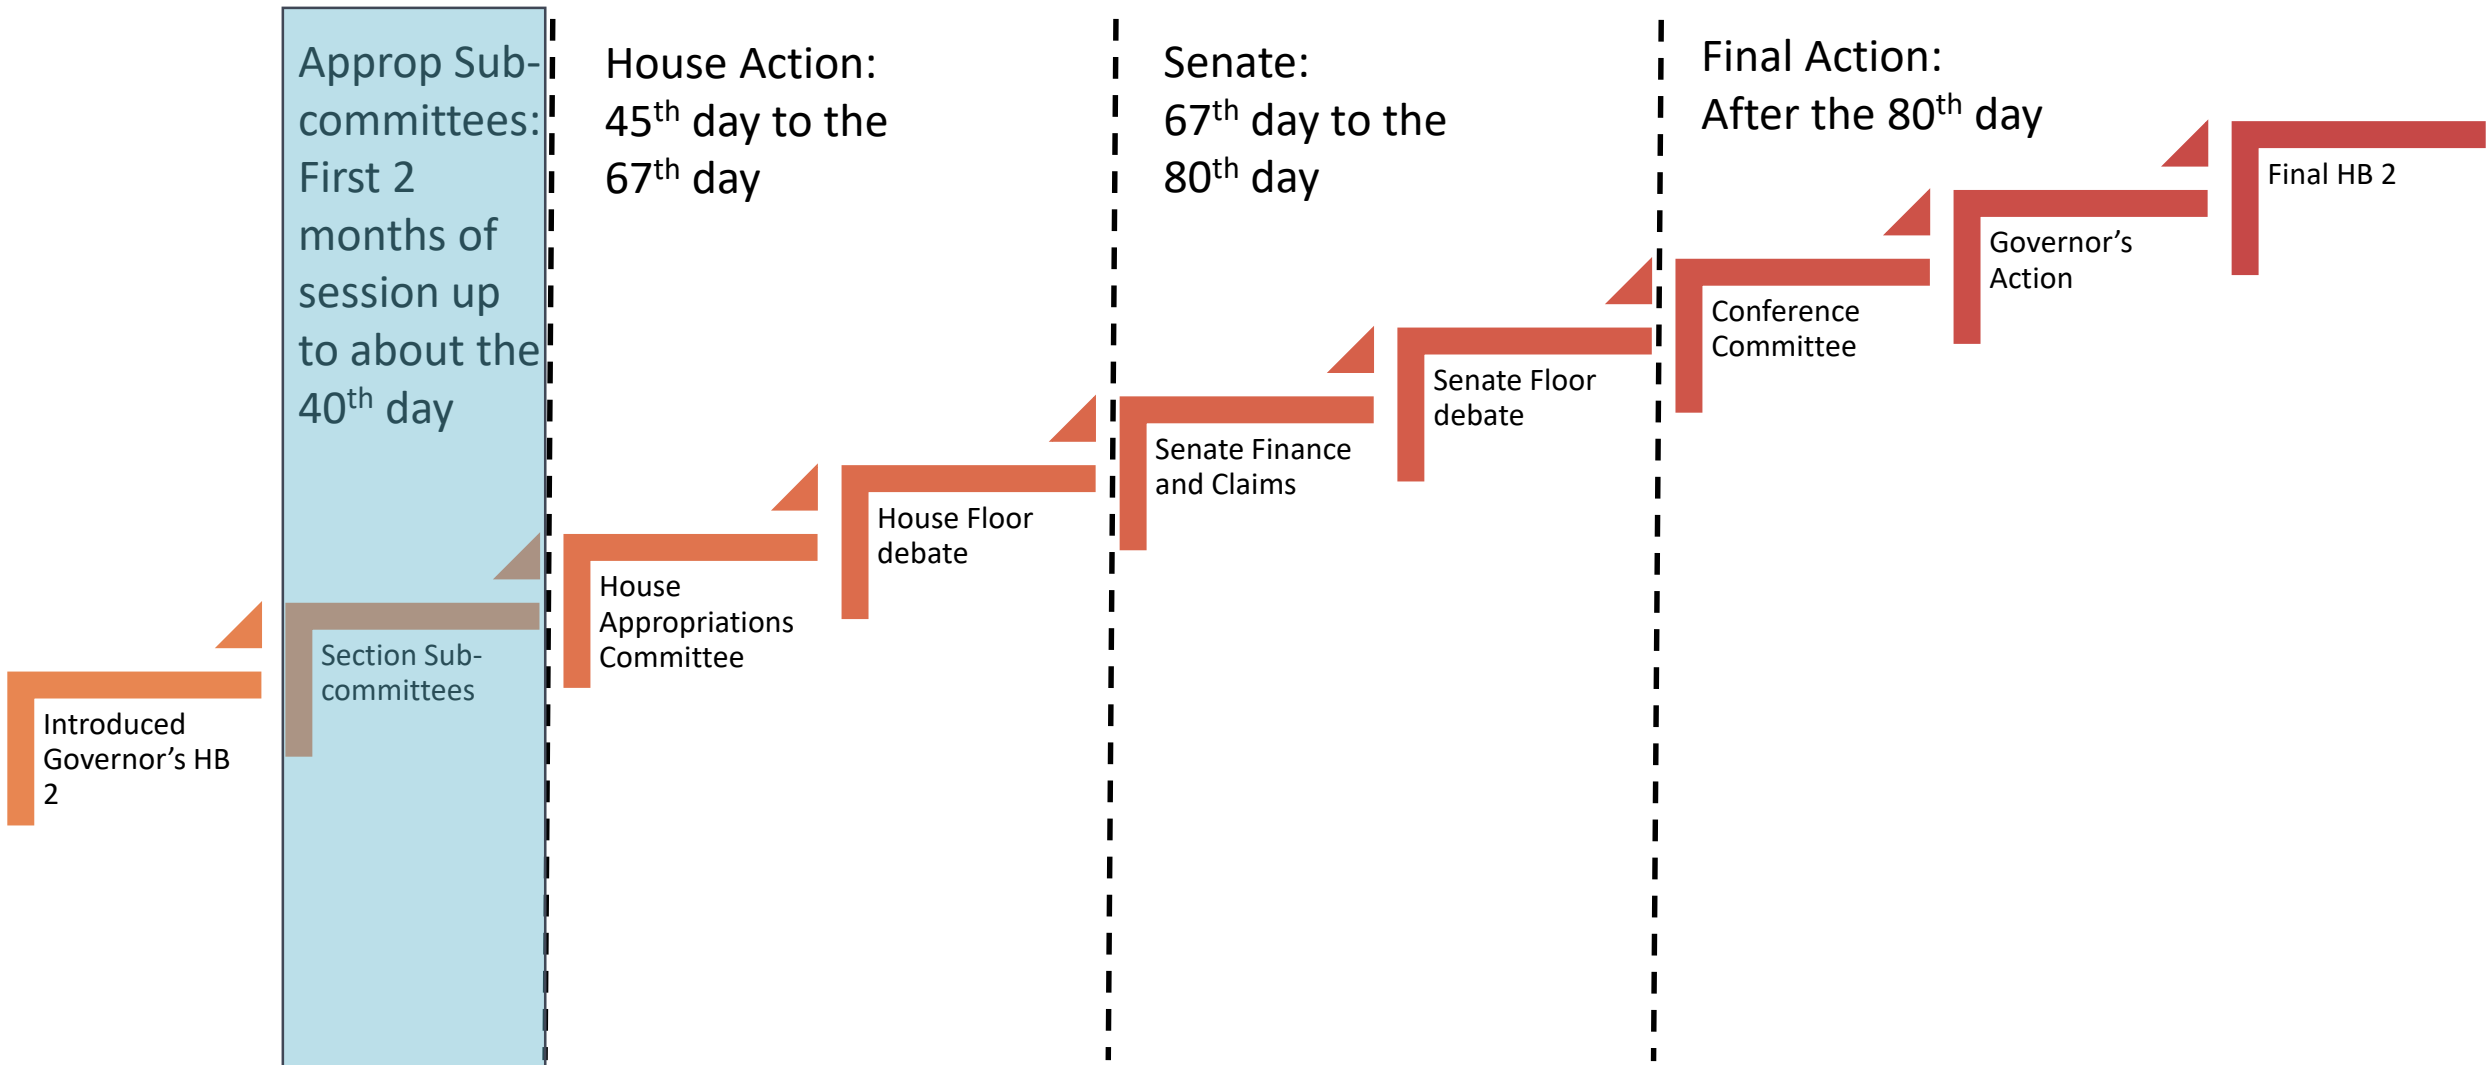 Approp Sub-
committees:
First 2
months of
session up
to about the
40th day
House Action:
45th day to the
67th day
Senate:
67th day to the
80th day
Final Action:
After the 80th day
Introduced
Governor’s HB
2
Section Sub-
committees
House
Appropriations
Committee
House Floor
debate
Senate Finance
and Claims
Senate Floor
debate
Conference
Committee
Governor’s
Action
Final HB 2